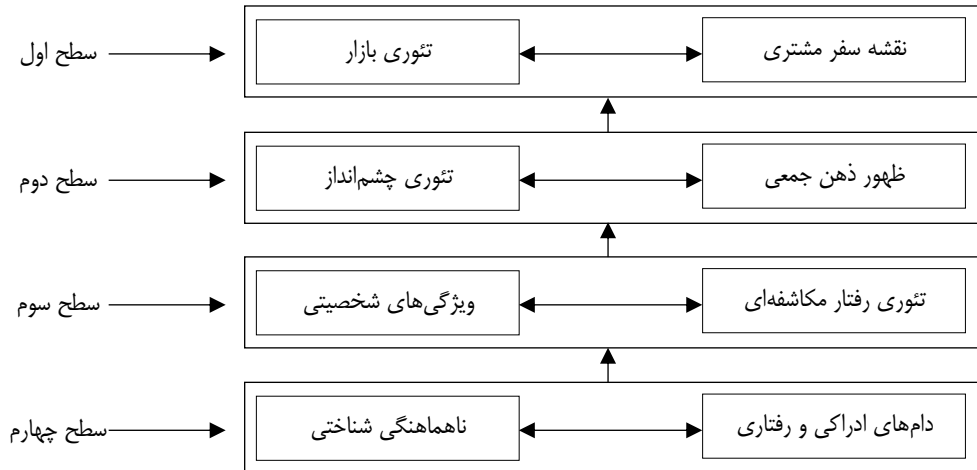 نقشه سفر مشتری
تئوری بازار
سطح اول
ظهور ذهن جمعی
تئوری چشم‌انداز
سطح دوم
تئوری رفتار مکاشفه‌ای
ویژگی‌های شخصیتی
سطح سوم
دام‌های ادراکی و رفتاری
ناهماهنگی شناختی
سطح چهارم